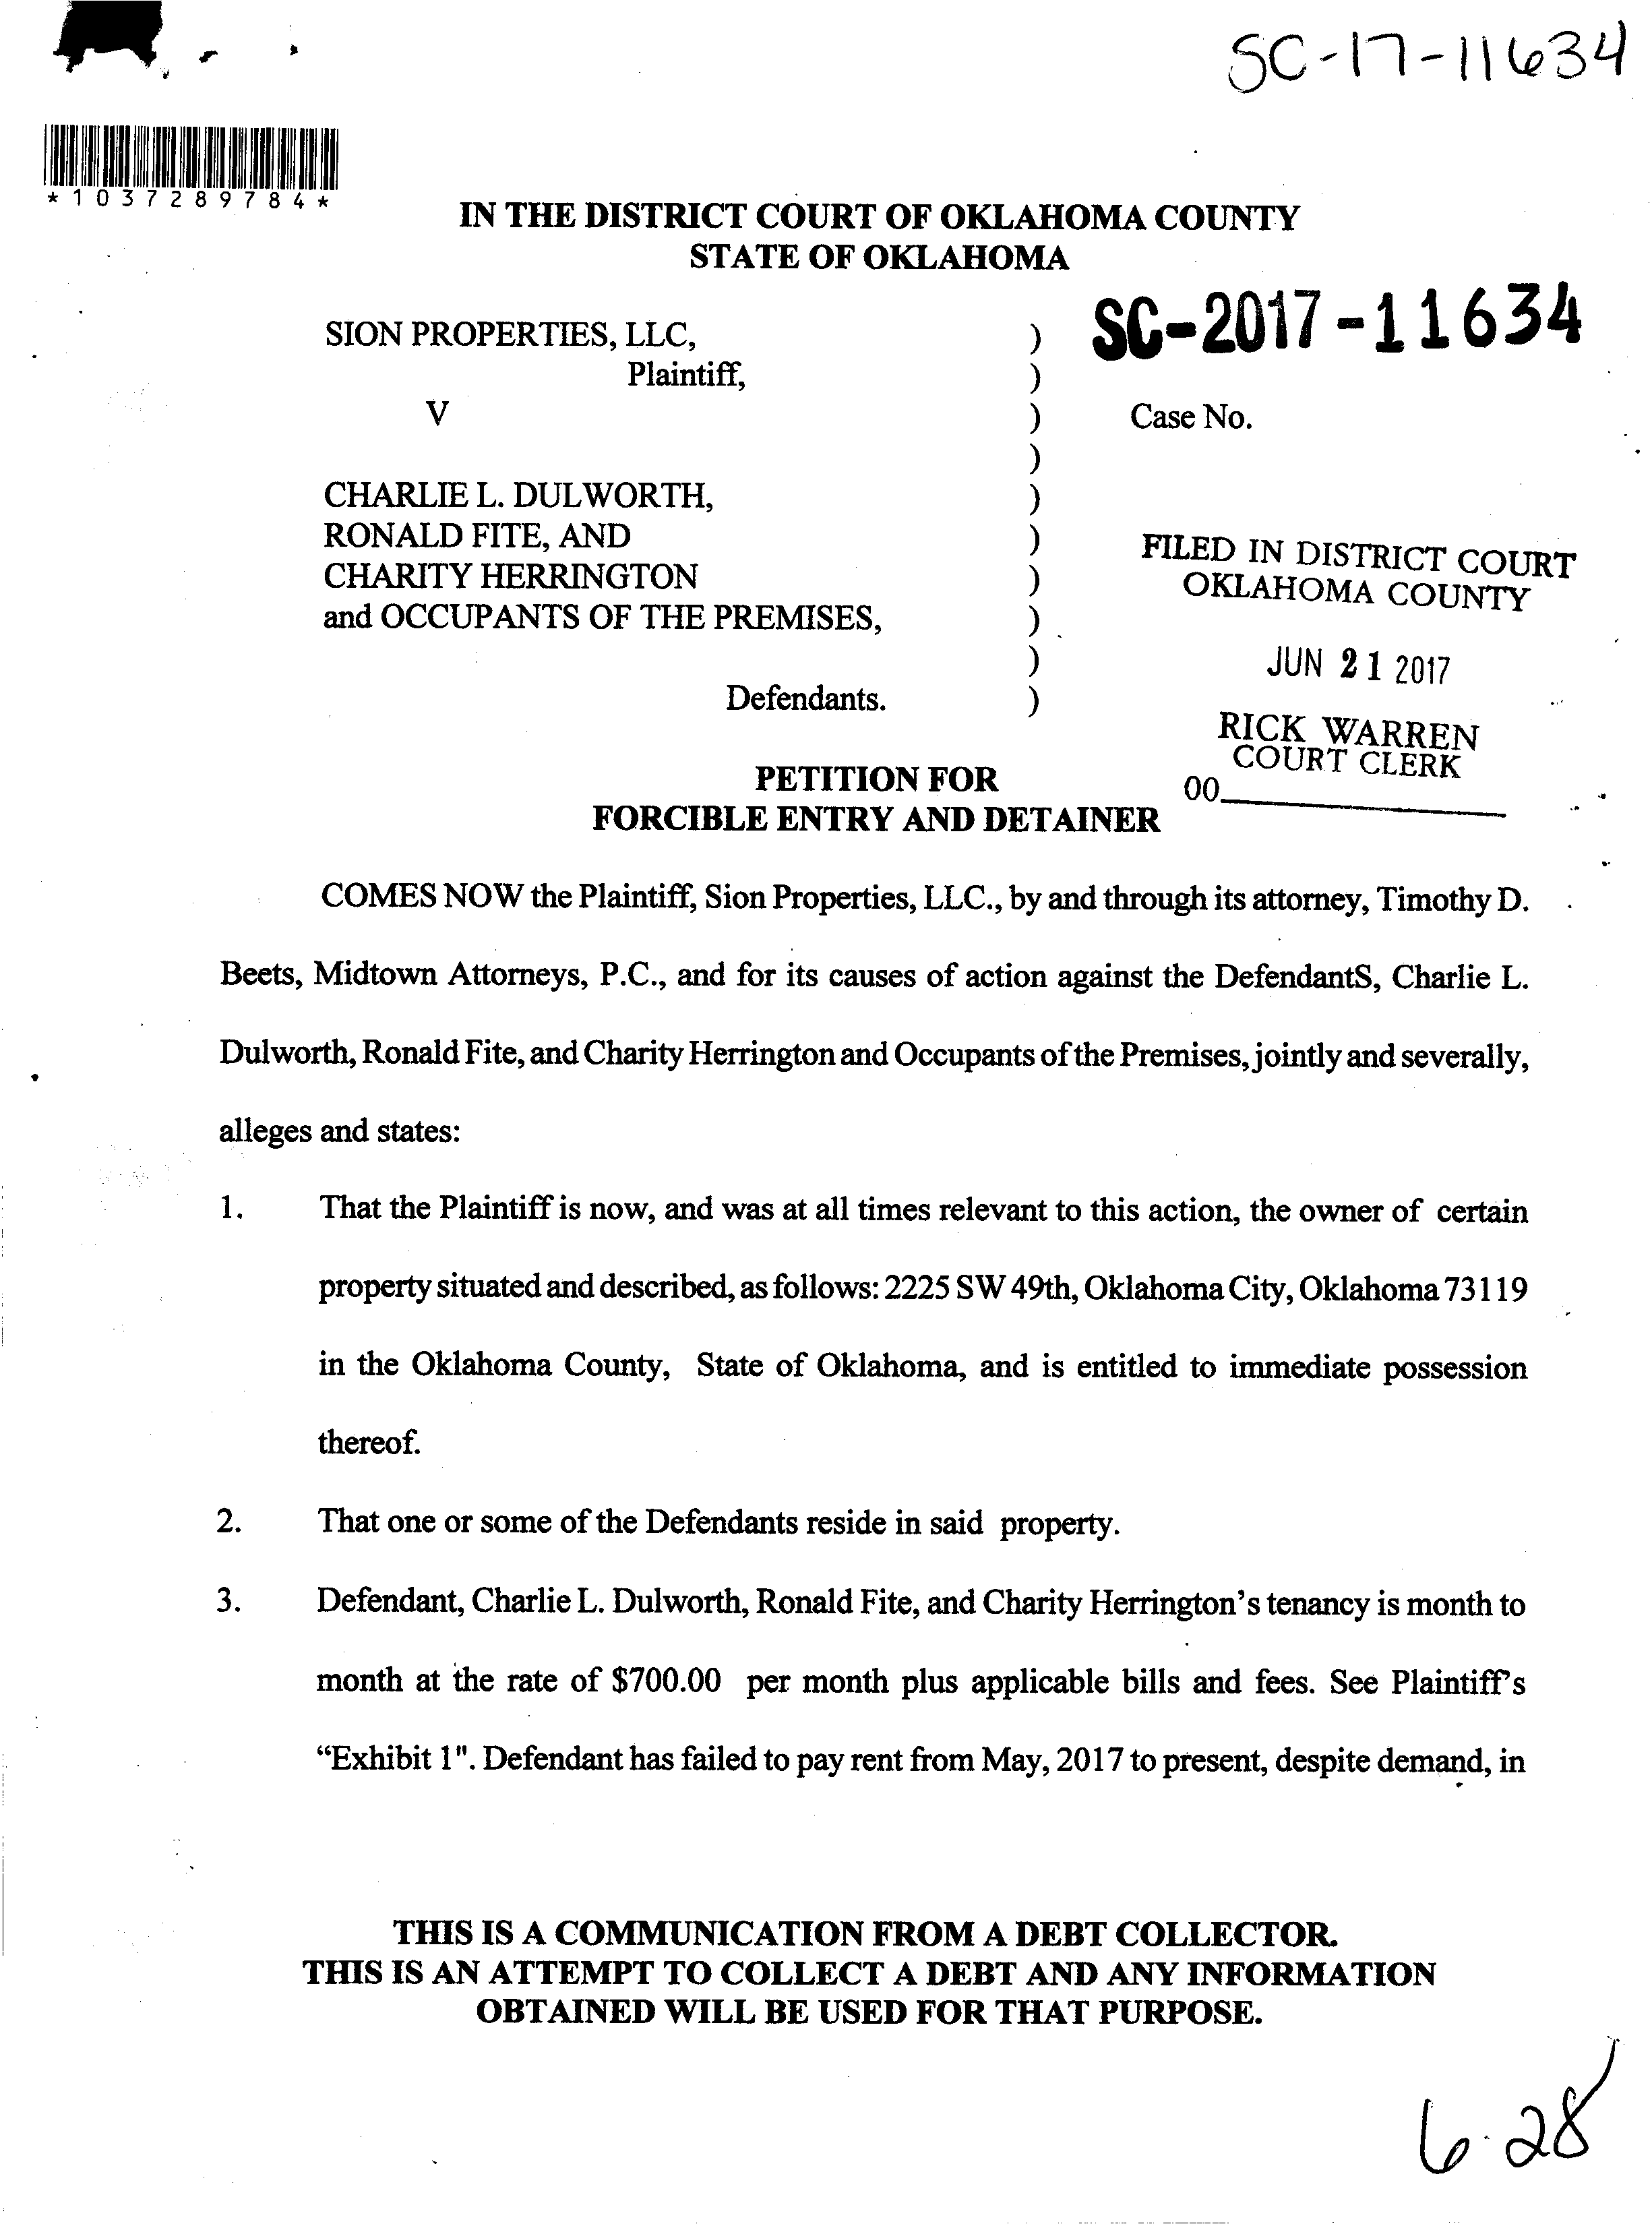 SC-17-11634
*1037289784*
IN THE DISTRICT COURT OF OKLAHOMA COUNTY
STATE OF OKLAHOMA
SC-2017-11634
SION PROPERTIES, LLC, )
Plaintiff, )
V ) Case No.
)
CHARLIE L. DULWORTH, )
RONALD FITE, AND )
CHARITY HERRINGTON )
and OCCUPANTS OF THE PREMISES, )
)
Defendants. )
FILED IN DISTRICT COURT
OKLAHOMA COUNTY
JUN 21 2017
RICK WARREN
COURT CLERK
00
PETITION FOR
FORCIBLE ENTRY AND DETAINER
COMES NOW the Plaintiff, Sion Properties, LLC., by and through its attorney, Timothy D.
Beets, Midtown Attorneys, P.C., and for its causes of action against the DefendantS, Charlie L.
Dulworth, Ronald Fite, and Charity Herrington and Occupants of the Premises, jointly and severally,
alleges and states:
1. That the Plaintiff is now, and was at all times relevant to this action, the owner of certain
property situated and described, as follows: 2225 SW 49th, Oklahoma City, Oklahoma 73119
in the Oklahoma County, State of Oklahoma, and is entitled to immediate possession
thereof.
2. That one or some of the Defendants reside in said property.
3. Defendant, Charlie L. Dulworth, Ronald Fite, and Charity Herrington's tenancy is month to
month at the rate of $700.00 per month plus applicable bills and fees. See Plaintiff's
“Exhibit 1". Defendant has failed to pay rent from May, 2017 to present, despite demand, in
THIS IS A COMMUNICATION FROM A DEBT COLLECTOR.
THIS IS AN ATTEMPT TO COLLECT A DEBT AND ANY INFORMATION
OBTAINED WILL BE USED FOR THAT PURPOSE.
6-28